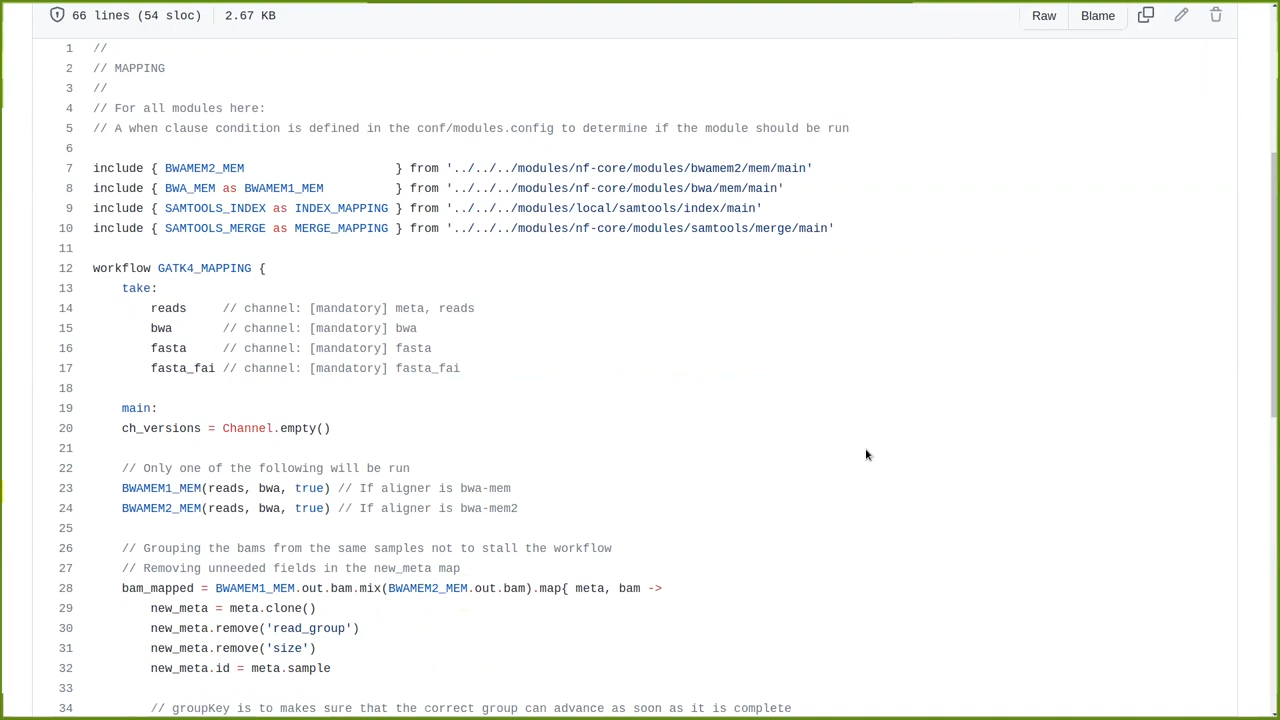 66 lines (54 sloc) 2.67 KB Raw Blame
1 //
2 // MAPPING
3 //
4 // For all modules here:
5 // A when clause condition is defined in the conf/modules.config to determine if the module should be run
6
7 include { BWAMEM2_MEM } from '../../../modules/nf-core/modules/bwamem2/mem/main'
8 include { BWA_MEM as BWAMEM1_MEM } from '../../../modules/nf-core/modules/bwa/mem/main'
9 include { SAMTOOLS_INDEX as INDEX_MAPPING } from '../../../modules/local/samtools/index/main'
10 include { SAMTOOLS_MERGE as MERGE_MAPPING } from '../../../modules/nf-core/modules/samtools/merge/main'
11
12 workflow GATK4_MAPPING {
13 take:
14 reads // channel: [mandatory] meta, reads
15 bwa // channel: [mandatory] bwa
16 fasta // channel: [mandatory] fasta
17 fasta_fai // channel: [mandatory] fasta_fai
18
19 main:
20 ch_versions = Channel.empty()
21
22 // Only one of the following will be run
23 BWAMEM1_MEM(reads, bwa, true) // If aligner is bwa-mem
24 BWAMEM2_MEM(reads, bwa, true) // If aligner is bwa-mem2
25
26 // Grouping the bams from the same samples not to stall the workflow
27 // Removing unneeded fields in the new_meta map
28 bam_mapped = BWAMEM1_MEM.out.bam.mix(BWAMEM2_MEM.out.bam).map{ meta, bam ->
29 new_meta = meta.clone()
30 new_meta.remove('read_group')
31 new_meta.remove('size')
32 new_meta.id = meta.sample
33
34 // groupKey is to makes sure that the correct group can advance as soon as it is complete